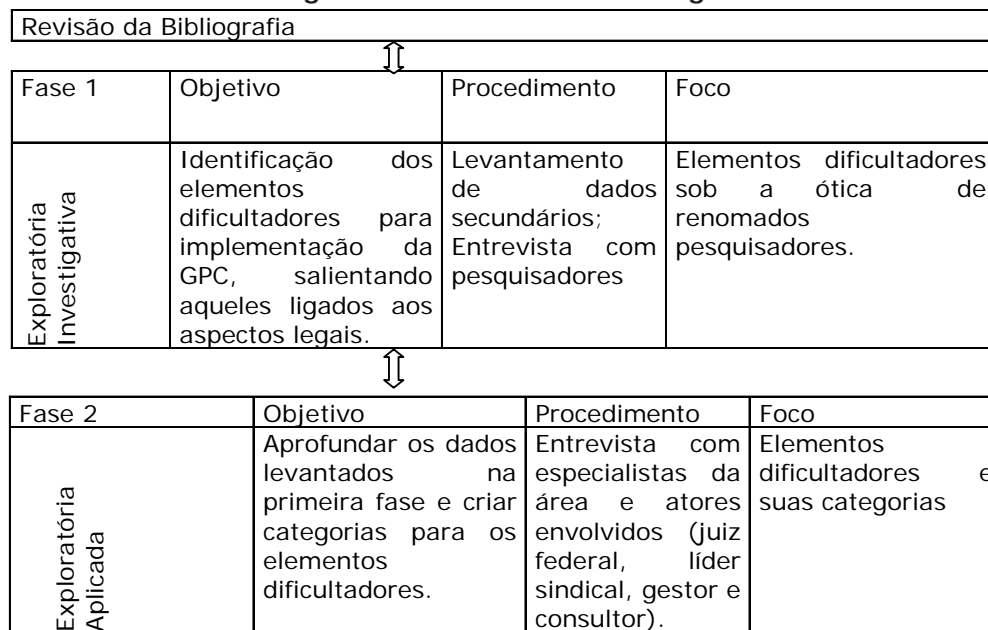 Revisão da Bibliografia
Fase 1
Objetivo
Procedimento
Foco
Exploratória
Investigativa
Identificação dos
elementos
dificultadores para
implementação da
GPC, salientando
aqueles ligados aos
aspectos legais.
Levantamento
de dados
secundários;
Entrevista com
pesquisadores
Elementos dificultadores
sob a ótica de
renomados
pesquisadores.
Fase 2
Objetivo
Procedimento
Foco
Exploratória
Aplicada
Aprofundar os dados
levantados na
primeira fase e criar
categorias para os
elementos
dificultadores.
Entrevista com
especialistas da
área e atores
envolvidos (juiz
federal, líder
sindical, gestor e
consultor).
Elementos
dificultadores e
suas categorias